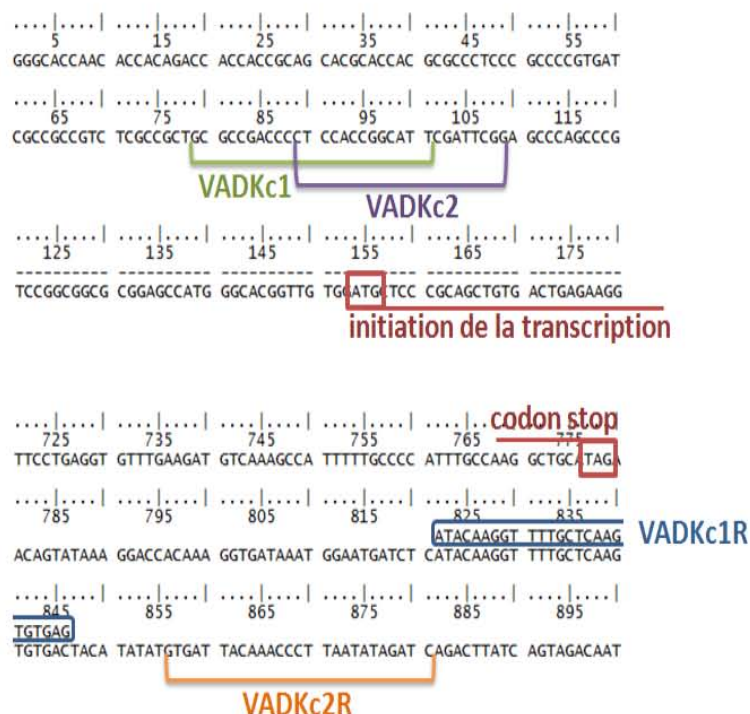 ....|....| ....|....| ....|....| ....|....| ....|....| ....|....|
5 15 25 35 45 55
GGGCACCAAC ACCACAGACC ACCACCGCAG CACGCACCAC GCGCCCTCCC GCCCCGTGAT
....|....| ....|....| ....|....| ....|....| ....|....| ....|....|
65 75 85 95 105 115
CGCCGCCGTC TCGCCGCTGC GCCGACCCCT CCACCGGCAT TCGATTCGGA GCCCAGCCCG
VADKc1
VADKc2
....|....| ....|....| ....|....| ....|....| ....|....| ....|....|
125 135 145 155 165 175
---------- ---------- ---------- ---------- ---------- ----------
TCCGGCGGCG CGGAGCCATG GGCACGGTTG TGGATGCTCC CGCAGCTGTG ACTGAGAAGG
initiation de la transcription
codon stop
....|....| ....|....| ....|....| ....|....| ....|....| ....|....|
725 735 745 755 765 775
TTCCTGAGGT GTTTGAAGAT GTCAAAGCCA TTTTTGCCCC ATTTGCCAAG GCTGCATAGA
....|....| ....|....| ....|....| ....|....| ....|....| ....|....|
785 795 805 815 825 835
ATACAAGGT TTTGCTCAAG VADKc1R
ACAGTATAAA GGACCACAAA GGTGATAAAT GGAATGATCT CATACAAGGT TTTGCTCAAG
....|....| ....|....| ....|....| ....|....| ....|....| ....|....|
845 855 865 875 885 895
TGTGAG
TGTGACTACA TATATGTGAT TACAAACCCT TAATATAGAT CAGACTTATC AGTAGACAAT
VADKc2R